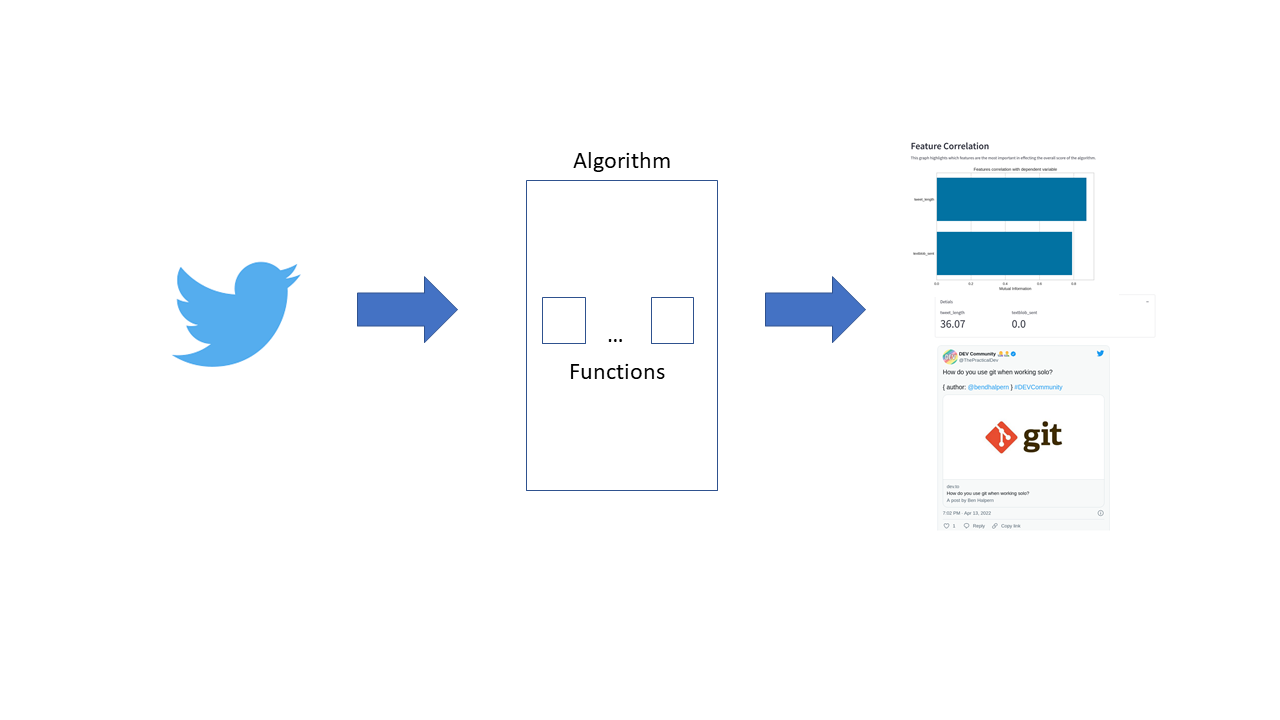 Algorithm
...
Functions
Feature Correlation
This graph highlights which features are the most important in effecting the overall score of the algorithm.
Features correlation with dependent variable
tweet_length
textblob_sent
0.0 0.2 0.4 0.6 0.8
Mutual Information
Details
tweet_length textblob_sent
36.07 0.0
DEV Community
@ThePracticalDev
How do you use git when working solo?
{ author: @bendhalpern } #DEVCommunity
git
dev.to
How do you use git when working solo?
A post by Ben Halpern
7:02 PM · Apr 13, 2022
1 Reply Copy link